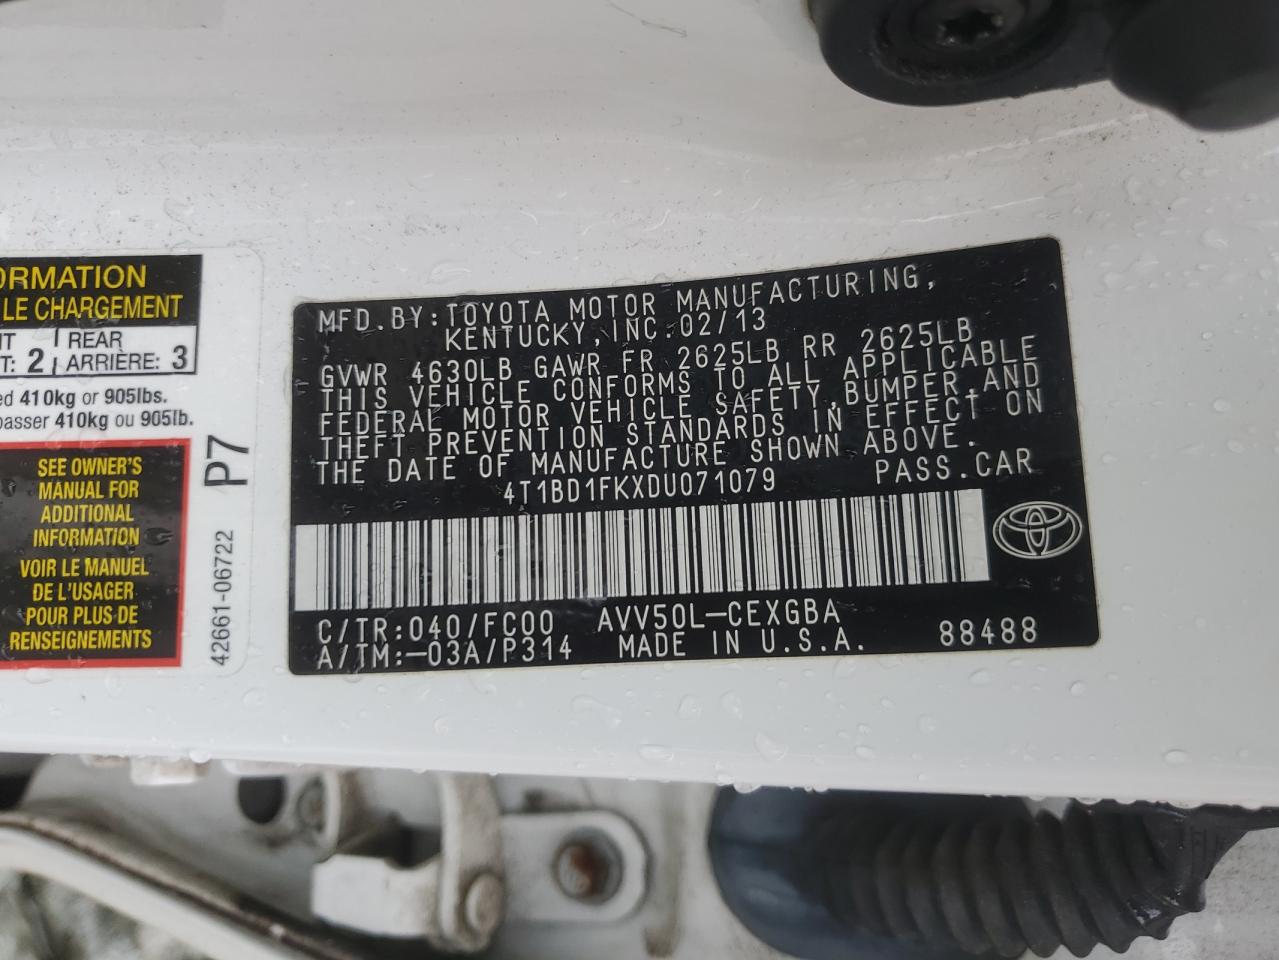 ORMATION
LE CHARGEMENT
NT | REAR
T: 2 | ARRIÈRE: 3
ed 410kg or 905lbs.
passer 410kg ou 905lb.
SEE OWNER'S
MANUAL FOR
ADDITIONAL
INFORMATION
VOIR LE MANUEL
DE L'USAGER
POUR PLUS DE
RENSEIGNEMENTS
P7
42661-06722
MFD.BY:TOYOTA MOTOR MANUFACTURING,
KENTUCKY,INC.02/13
GVWR 4630LB GAWR FR 2625LB RR 2625LB
THIS VEHICLE CONFORMS TO ALL APPLICABLE
FEDERAL MOTOR VEHICLE SAFETY,BUMPER,AND
THEFT PREVENTION STANDARDS IN EFFECT ON
THE DATE OF MANUFACTURE SHOWN ABOVE.
4T1BD1FKXDU071079 PASS.CAR
C/TR:040/FC00 AVV50L-CEXGBA
A/TM:-03A/P314 MADE IN U.S.A. 88488